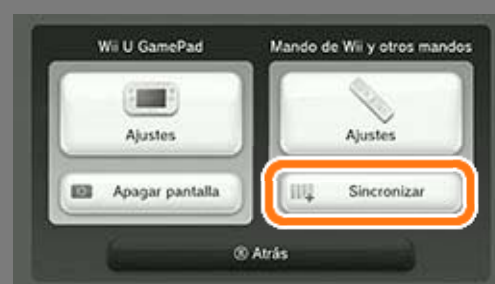 Wii U GamePad
Mando de Wii y otros mandos
Ajustes
Ajustes
Apagar pantalla
Sincronizar
Ⓑ Atrás